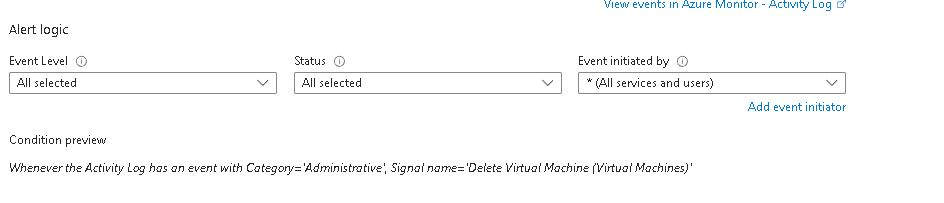 View events in Azure Monitor - Activity Log
Alert logic
Event Level Status Event initiated by
All selected All selected * (All services and users)
Add event initiator
Condition preview
Whenever the Activity Log has an event with Category='Administrative', Signal name='Delete Virtual Machine (Virtual Machines)'